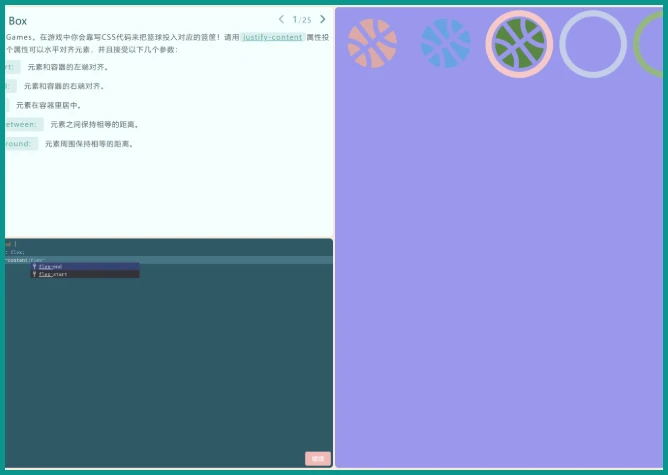 Box
1/25
Games。在游戏中你会靠写CSS代码来把篮球投入对应的篮筐！请用 justify-content 属性投
个属性可以水平对齐元素，并且接受以下几个参数：
rt: 元素和容器的左端对齐。
元素和容器的右端对齐。
元素在容器里居中。
etween: 元素之间保持相等的距离。
round: 元素周围保持相等的距离。
: flex;
-content:flex
flex-end
flex-start